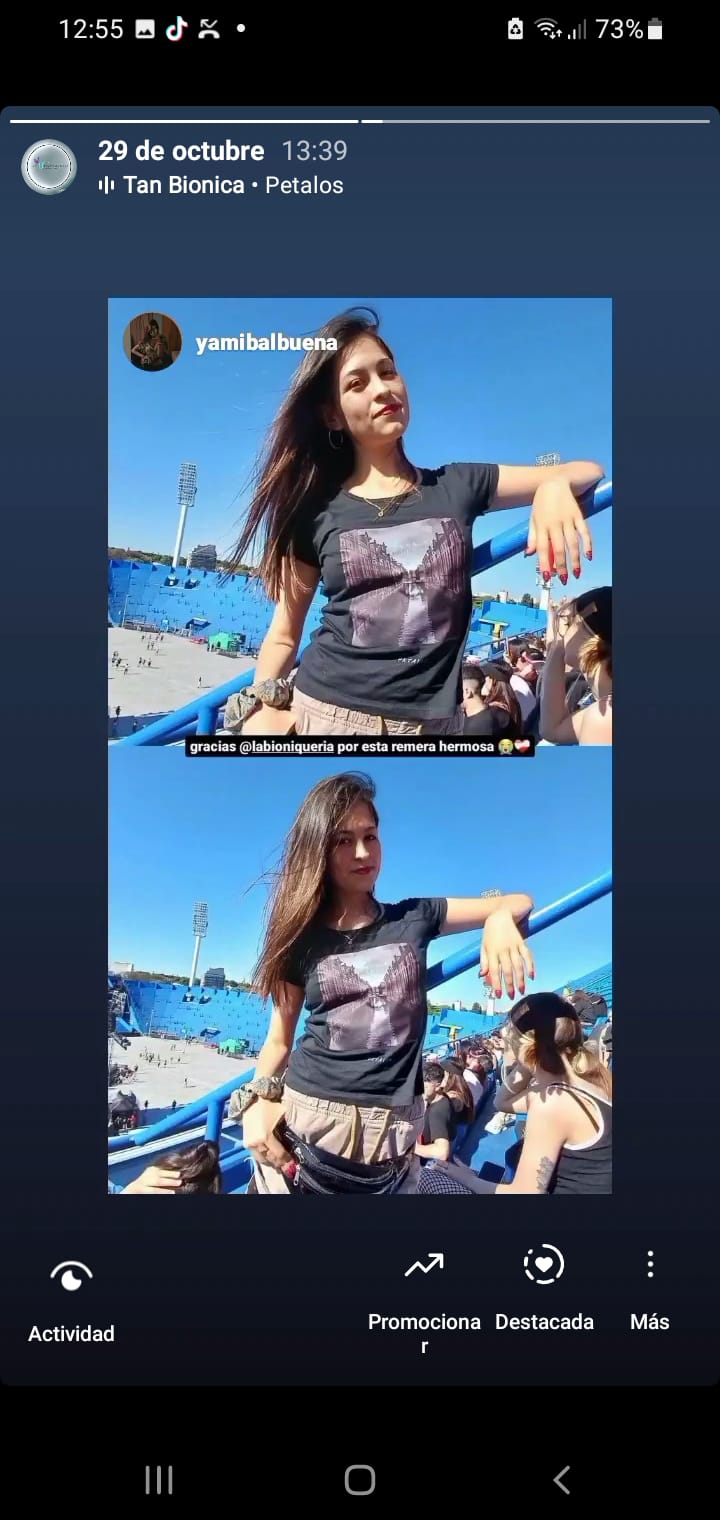 12:55
73%
29 de octubre 13:39
Tan Bionica • Petalos
yamibalbuena
gracias @labioniqueria por esta remera hermosa 😭❤️‍🩹
Actividad
Promociona
r
Destacada
Más